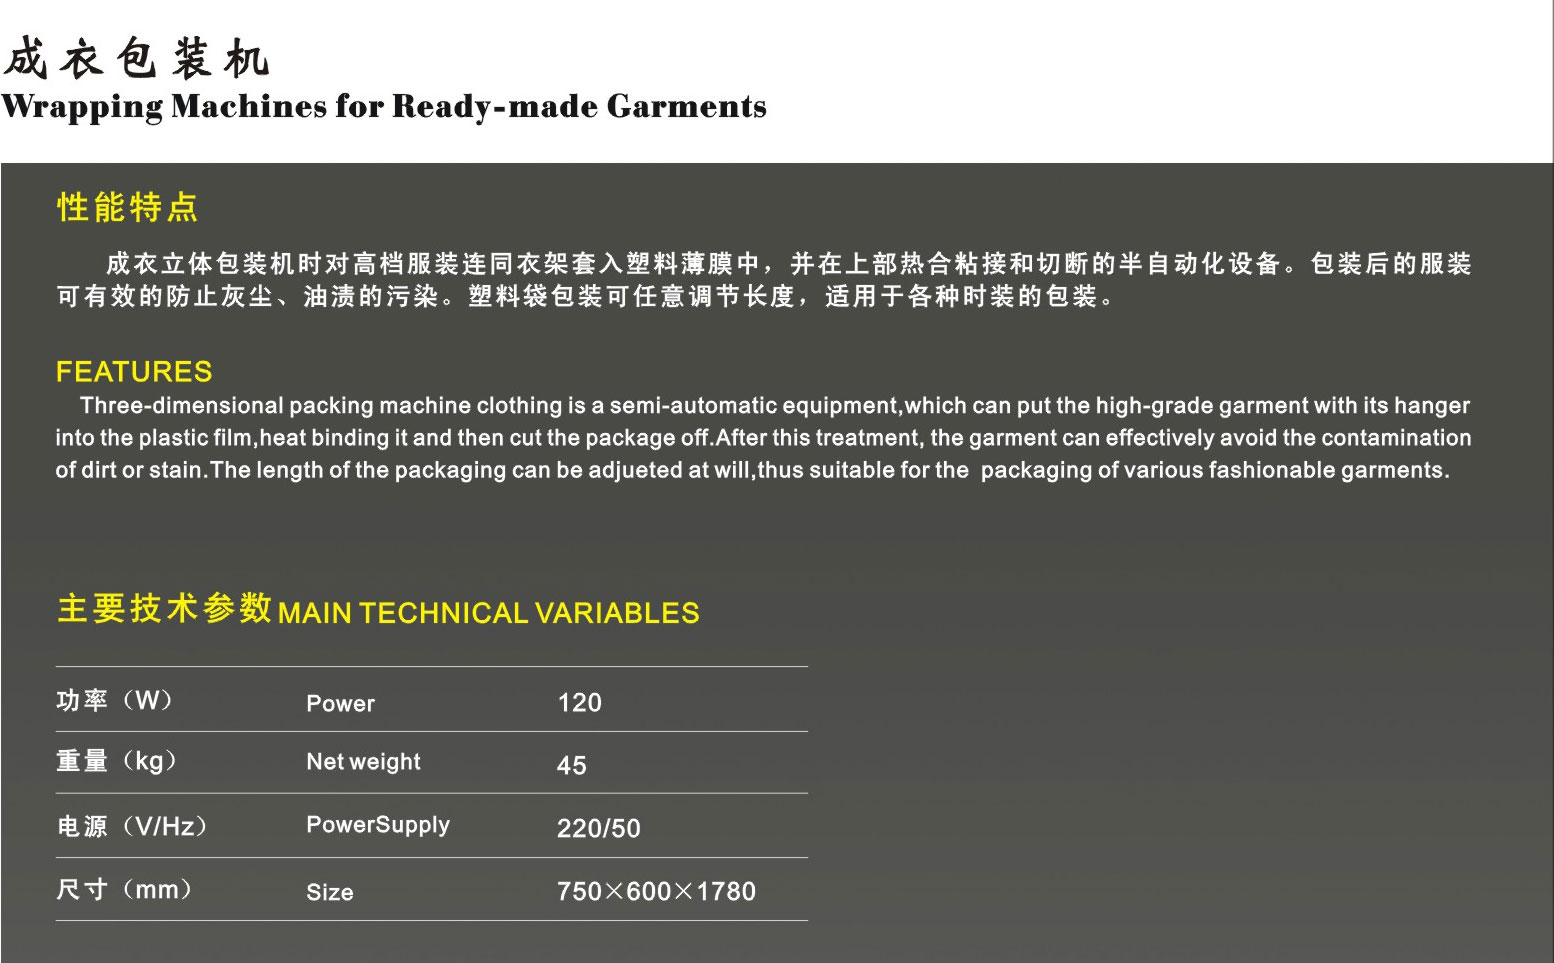 成衣包装机
Wrapping Machines for Ready-made Garments
性能特点
成衣立体包装机时对高档服装连同衣架套入塑料薄膜中，并在上部热合粘接和切断的半自动化设备。包装后的服装
可有效的防止灰尘、油渍的污染。塑料袋包装可任意调节长度，适用于各种时装的包装。
FEATURES
Three-dimensional packing machine clothing is a semi-automatic equipment,which can put the high-grade garment with its hanger
into the plastic film,heat binding it and then cut the package off.After this treatment, the garment can effectively avoid the contamination
of dirt or stain.The length of the packaging can be adjueted at will,thus suitable for the  packaging of various fashionable garments.
主要技术参数 MAIN TECHNICAL VARIABLES
功率（W） Power 120
重量（kg） Net weight 45
电源（V/Hz） PowerSupply 220/50
尺寸（mm） Size 750×600×1780